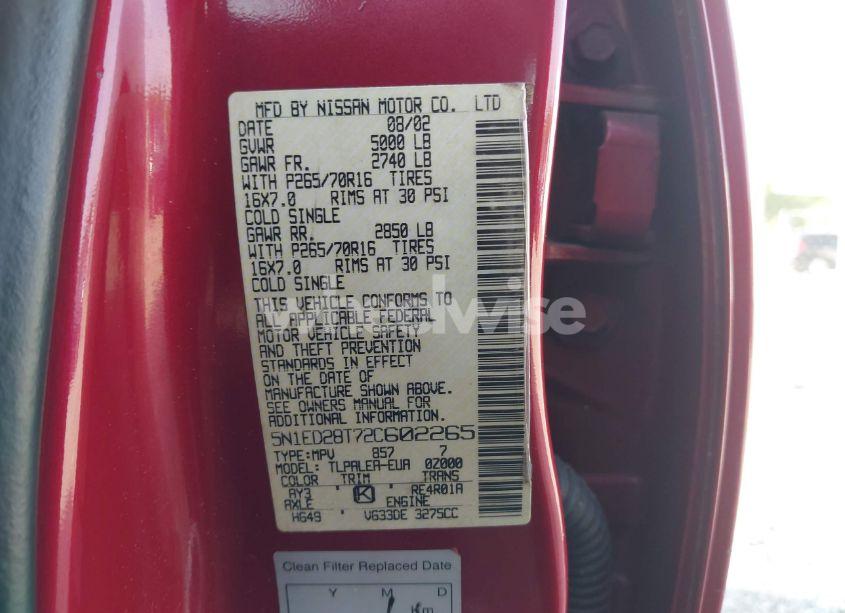 MFD BY NISSAN MOTOR CO. LTD
DATE 08/02
GVWR 5000 LB
GAWR FR. 2740 LB
WITH P265/70R16 TIRES
16X7.0 RIMS AT 30 PSI
COLD SINGLE
GAWR RR. 2850 LB
WITH P265/70R16 TIRES
16X7.0 RIMS AT 30 PSI
COLD SINGLE
THIS VEHICLE CONFORMS TO
ALL APPLICABLE FEDERAL
MOTOR VEHICLE SAFETY
AND THEFT PREVENTION
STANDARDS IN EFFECT
ON THE DATE OF
MANUFACTURE SHOWN ABOVE.
SEE OWNERS MANUAL FOR
ADDITIONAL INFORMATION.
5N1ED28T72C602265
TYPE:MPV 857 7
MODEL: TLPALEA-EUA 0Z000
COLOR TRIM TRANS
AY3 K RE4R01A
AXLE ENGINE
HG49 VG33DE 3275CC
wheelwise
Clean Filter Replaced Date
Y M D
Km